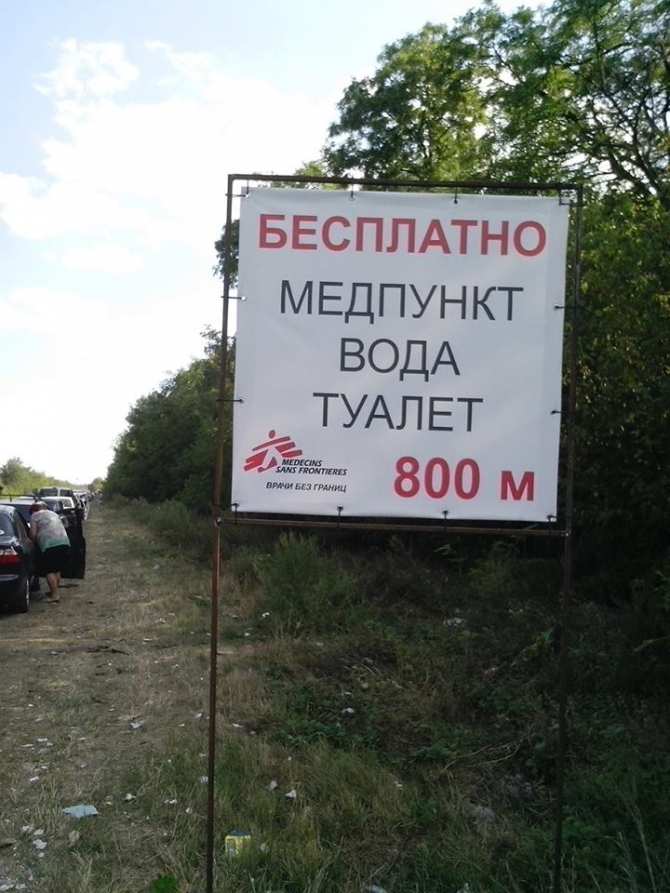 БЕСПЛАТНО
МЕДПУНКТ
ВОДА
ТУАЛЕТ
MEDECINS
SANS FRONTIERES
ВРАЧИ БЕЗ ГРАНИЦ
800 м